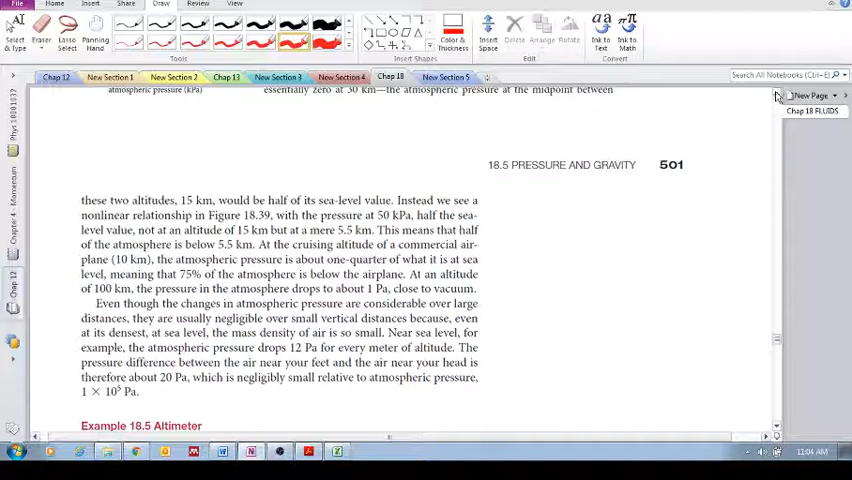 File
Home
Insert
Draw
Review
View
Select & Type
Eraser
Lasso Select
Panning Hand
Tools
Insert Shapes
Color & Thickness
Insert Space
Delete
Arrange
Rotate
Edit
Ink to Text
Ink to Math
Convert
Chap 12
New Section 1
New Section 2
Chap 13
New Section 3
New Section 4
Chap 18
New Section 5
Search All Notebooks (Ctrl+E)
New Page
Chap 18 FLUIDS
Phys 10001032
Chapter 4 - Momentum
Chap 12
atmospheric pressure (kPa)
essentially zero at 30 km—the atmospheric pressure at the midpoint between
18.5 PRESSURE AND GRAVITY 501
these two altitudes, 15 km, would be half of its sea-level value. Instead we see a
nonlinear relationship in Figure 18.39, with the pressure at 50 kPa, half the sea-
level value, not at an altitude of 15 km but at a mere 5.5 km. This means that half
of the atmosphere is below 5.5 km. At the cruising altitude of a commercial air-
plane (10 km), the atmospheric pressure is about one-quarter of what it is at sea
level, meaning that 75% of the atmosphere is below the airplane. At an altitude
of 100 km, the pressure in the atmosphere drops to about 1 Pa, close to vacuum.
Even though the changes in atmospheric pressure are considerable over large
distances, they are usually negligible over small vertical distances because, even
at its densest, at sea level, the mass density of air is so small. Near sea level, for
example, the atmospheric pressure drops 12 Pa for every meter of altitude. The
pressure difference between the air near your feet and the air near your head is
therefore about 20 Pa, which is negligibly small relative to atmospheric pressure,
1 × 10⁵ Pa.
Example 18.5 Altimeter
11:04 AM